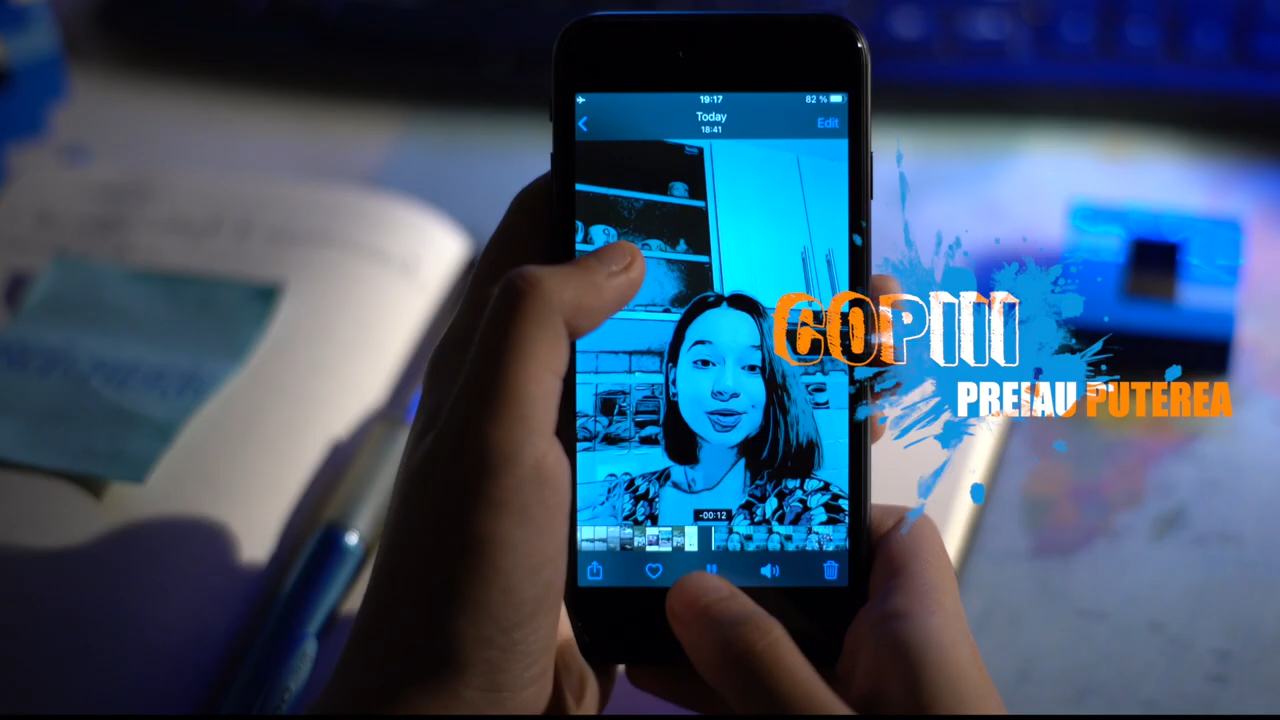 19:17
82 %
Today
18:41
Edit
COPIII
PREIAU PUTEREA
-00:12